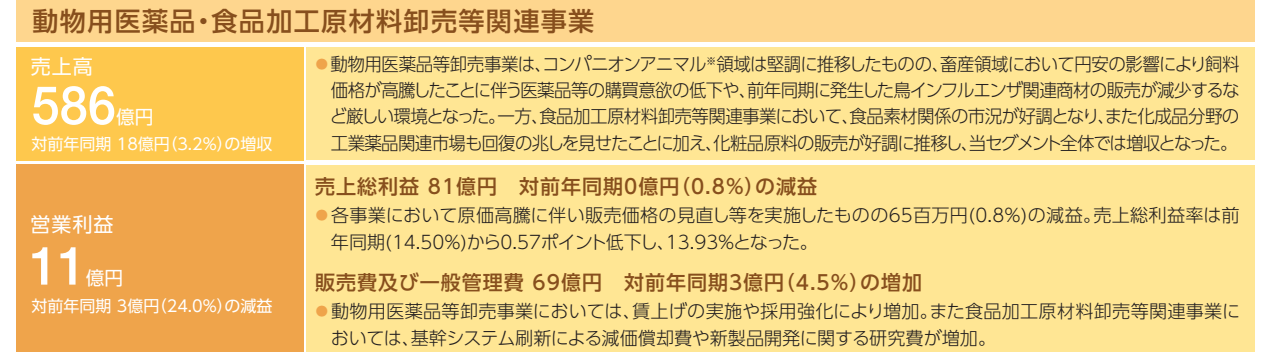 動物用医薬品・食品加工原材料卸売等関連事業
売上高
586億円
対前年同期 18億円(3.2%)の増収
●動物用医薬品等卸売事業は、コンパニオンアニマル※領域は堅調に推移したものの、畜産領域において円安の影響により飼料
価格が高騰したことに伴う医薬品等の購買意欲の低下や、前年同期に発生した鳥インフルエンザ関連商材の販売が減少するな
ど厳しい環境となった。一方、食品加工原材料卸売等関連事業において、食品素材関係の市況が好調となり、また化成品分野の
工業薬品関連市場も回復の兆しを見せたことに加え、化粧品原料の販売が好調に推移し、当セグメント全体では増収となった。
営業利益
11億円
対前年同期 3億円(24.0%)の減益
売上総利益 81億円　対前年同期0億円(0.8%)の減益
●各事業において原価高騰に伴い販売価格の見直し等を実施したものの65百万円(0.8%)の減益。売上総利益率は前
年同期(14.50%)から0.57ポイント低下し、13.93%となった。
販売費及び一般管理費 69億円　対前年同期3億円(4.5%)の増加
●動物用医薬品等卸売事業においては、賃上げの実施や採用強化により増加。また食品加工原材料卸売等関連事業に
おいては、基幹システム刷新による減価償却費や新製品開発に関する研究費が増加。